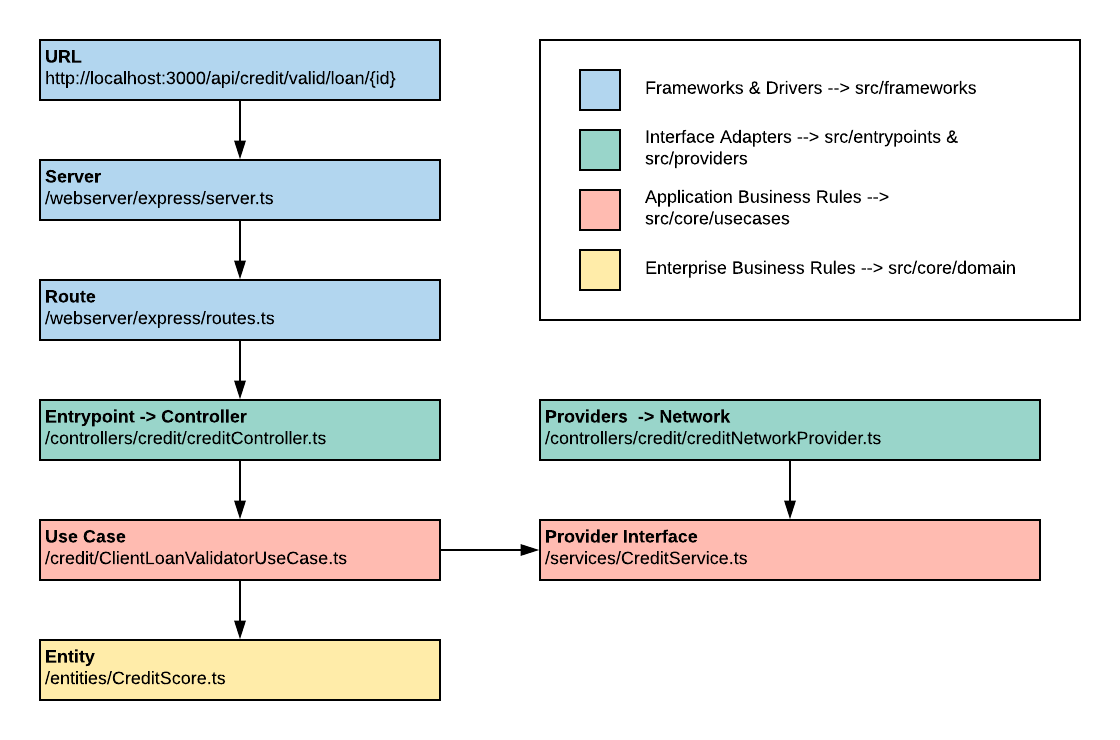 URL
http://localhost:3000/api/credit/valid/loan/{id}
Server
/webserver/express/server.ts
Route
/webserver/express/routes.ts
Entrypoint -> Controller
/controllers/credit/creditController.ts
Use Case
/credit/ClientLoanValidatorUseCase.ts
Entity
/entities/CreditScore.ts
Frameworks & Drivers --> src/frameworks
Interface Adapters --> src/entrypoints &
src/providers
Application Business Rules -->
src/core/usecases
Enterprise Business Rules --> src/core/domain
Providers  -> Network
/controllers/credit/creditNetworkProvider.ts
Provider Interface
/services/CreditService.ts